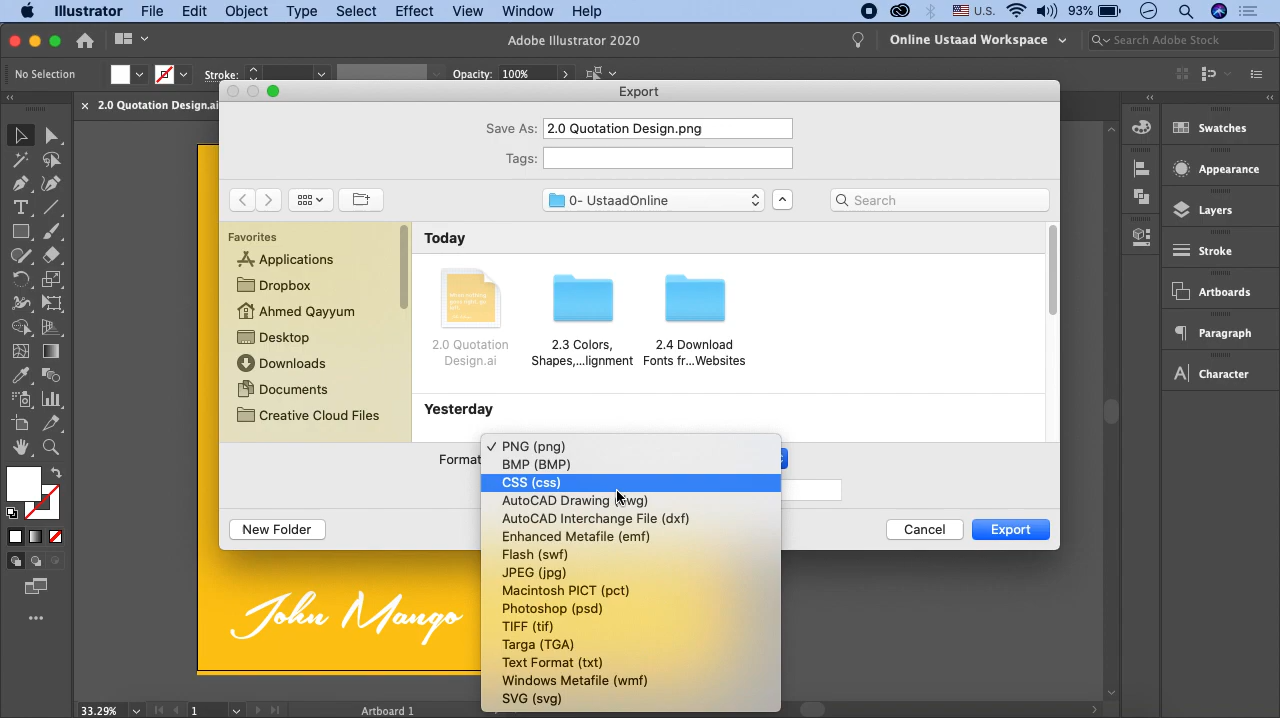 Illustrator File Edit Object Type Select Effect View Window Help U.S. 93%
Adobe Illustrator 2020 Online Ustaad Workspace Search Adobe Stock
No Selection Stroke: Opacity: 100%
× 2.0 Quotation Design.ai
Export
Save As: 2.0 Quotation Design.png
Tags:
0- UstaadOnline
Search
Favorites
Applications
Dropbox
Ahmed Qayyum
Desktop
Downloads
Documents
Creative Cloud Files
Today
2.0 Quotation
Design.ai
2.3 Colors,
Shapes,...lignment
2.4 Download
Fonts fr...Websites
Yesterday
Format
✓ PNG (png)
BMP (BMP)
CSS (css)
AutoCAD Drawing (dwg)
AutoCAD Interchange File (dxf)
Enhanced Metafile (emf)
Flash (swf)
JPEG (jpg)
Macintosh PICT (pct)
Photoshop (psd)
TIFF (tif)
Targa (TGA)
Text Format (txt)
Windows Metafile (wmf)
SVG (svg)
New Folder
Cancel
Export
Swatches
Appearance
Layers
Stroke
Artboards
Paragraph
Character
John Mango
33.29% 1 Artboard 1